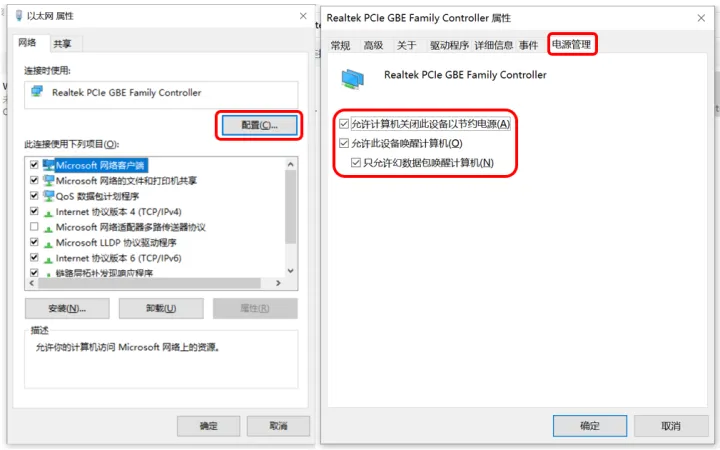 以太网 属性
网络
共享
连接时使用:
Realtek PCIe GBE Family Controller
配置(C)...
此连接使用下列项目(O):
Microsoft 网络客户端
Microsoft 网络的文件和打印机共享
QoS 数据包计划程序
Internet 协议版本 4 (TCP/IPv4)
Microsoft 网络适配器多路传送器协议
Microsoft LLDP 协议驱动程序
Internet 协议版本 6 (TCP/IPv6)
链路层拓扑发现响应程序
安装(N)...
卸载(U)
属性(R)
描述
允许你的计算机访问 Microsoft 网络上的资源。
确定
取消
Realtek PCIe GBE Family Controller 属性
常规
高级
关于
驱动程序
详细信息
事件
电源管理
Realtek PCIe GBE Family Controller
允许计算机关闭此设备以节约电源(A)
允许此设备唤醒计算机(O)
只允许幻数据包唤醒计算机(N)
确定
取消